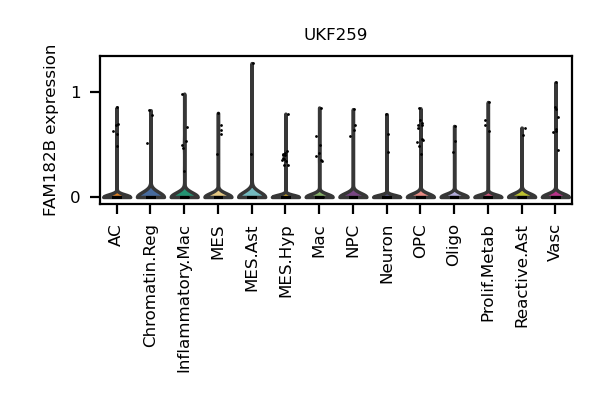 UKF259
FAM182B expression
1
0
AC
Chromatin.Reg
Inflammatory.Mac
MES
MES.Ast
MES.Hyp
Mac
NPC
Neuron
OPC
Oligo
Prolif.Metab
Reactive.Ast
Vasc